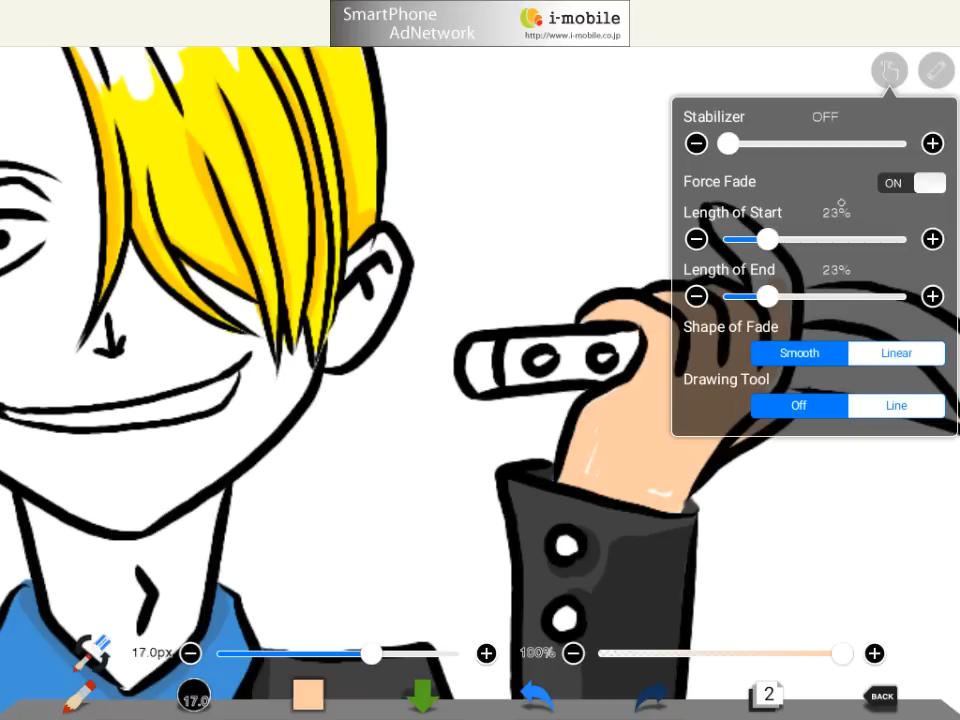 SmartPhone
AdNetwork
i-mobile
http://www.i-mobile.co.jp
Stabilizer OFF
Force Fade ON
Length of Start 23%
Length of End 23%
Shape of Fade
Smooth Linear
Drawing Tool
Off Line
17.0px 100%
17.0 2 BACK